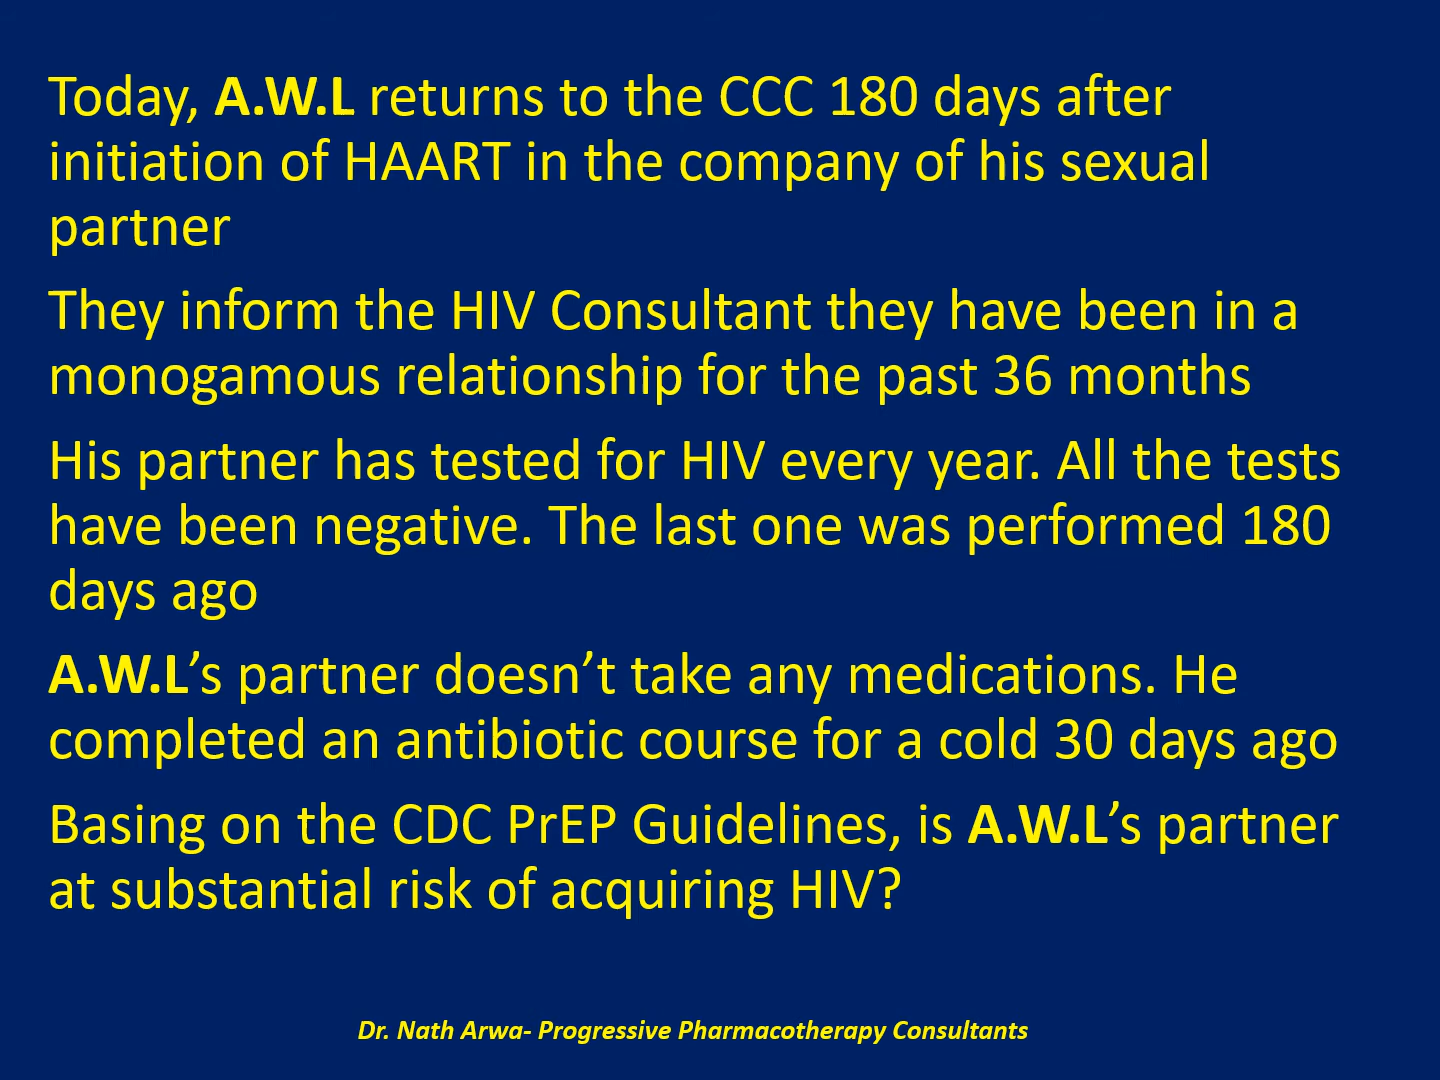 Today, A.W.L returns to the CCC 180 days after
initiation of HAART in the company of his sexual
partner
They inform the HIV Consultant they have been in a
monogamous relationship for the past 36 months
His partner has tested for HIV every year. All the tests
have been negative. The last one was performed 180
days ago
A.W.L’s partner doesn’t take any medications. He
completed an antibiotic course for a cold 30 days ago
Basing on the CDC PrEP Guidelines, is A.W.L’s partner
at substantial risk of acquiring HIV?
Dr. Nath Arwa- Progressive Pharmacotherapy Consultants